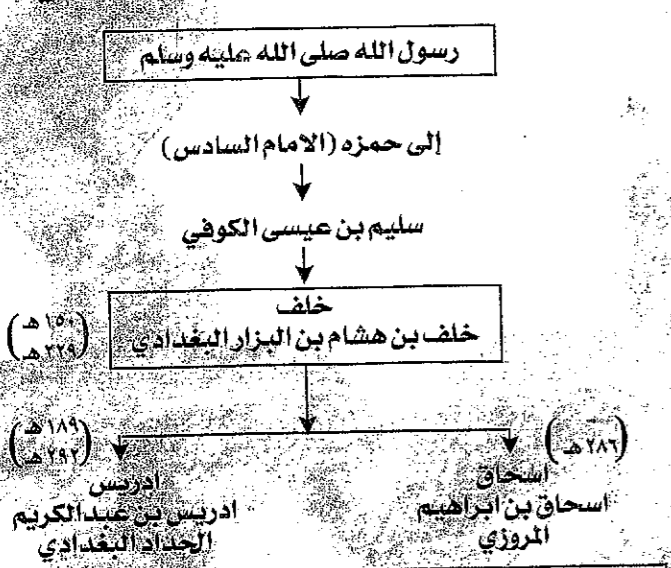 رسول الله صلى الله عليه وسلم
إلى حمزه (الامام السادس)
سليم بن عيسى الكوفي
خلف
خلف بن هشام بن البزار البغدادي
(١٥٠ هـ
٢٢٩ هـ)
(٢٨٦ هـ)
اسحاق
اسحاق بن ابراهيم
المروزي
(١٨٩ هـ
٢٩٢ هـ)
ادريس
ادريس بن عبدالكريم
الحداد البغدادي